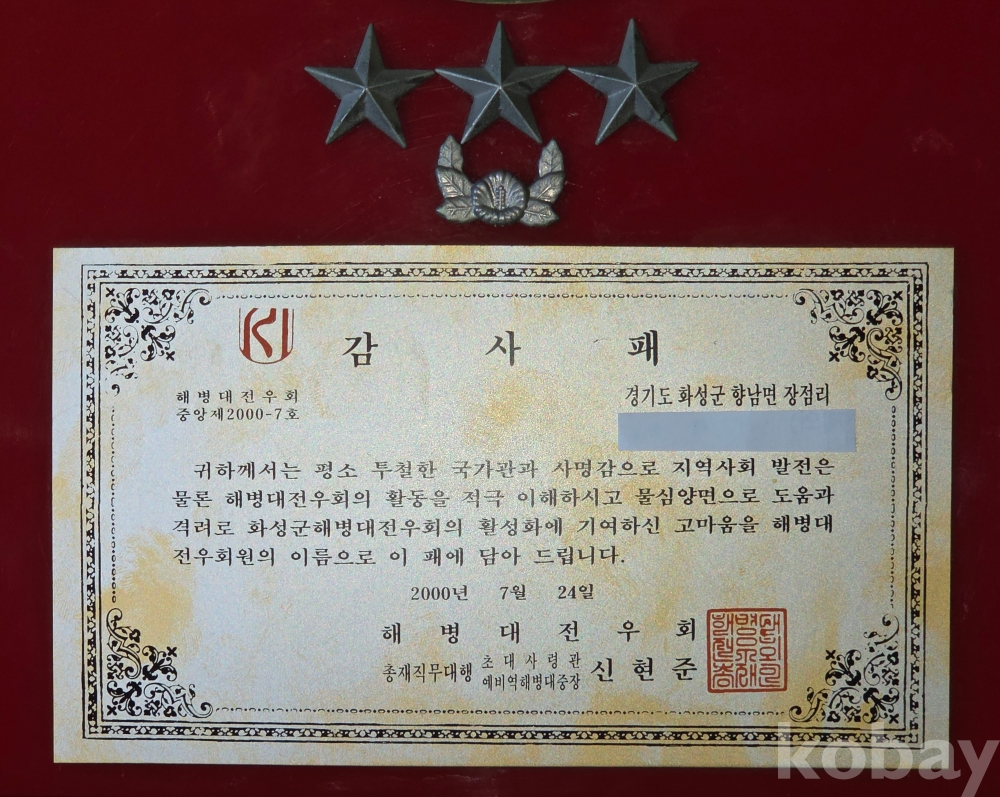 감 사 패
해병대전우회
중앙제2000-7호
경기도 화성군 향남면 장점리
귀하께서는 평소 투철한 국가관과 사명감으로 지역사회 발전은
물론 해병대전우회의 활동을 적극 이해하시고 물심양면으로 도움과
격려로 화성군해병대전우회의 활성화에 기여하신 고마움을 해병대
전우회원의 이름으로 이 패에 담아 드립니다.
2000년 7월 24일
해 병 대 전 우 회
총재직무대행 초대사령관 예비역해병대중장 신현준
kobay